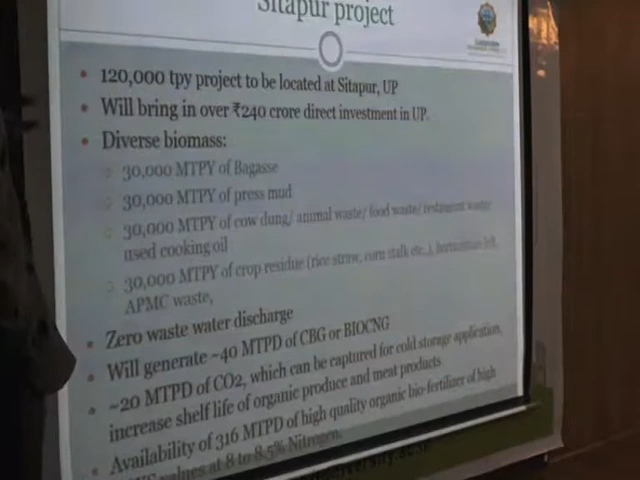 Sitapur project
120,000 tpy project to be located at Sitapur, UP
Will bring in over ₹240 crore direct investment in UP.
Diverse biomass:
30,000 MTPY of Bagasse
30,000 MTPY of press mud
30,000 MTPY of cow dung/ animal waste/ food waste/ restaurant waste/
used cooking oil
30,000 MTPY of crop residue (rice straw, corn stalk etc..), left,
APMC waste,
Zero waste water discharge
Will generate ~40 MTPD of CBG or BIOCNG
~20 MTPD of CO2, which can be captured for cold storage application,
increase shelf life of organic produce and meat products
Availability of 316 MTPD of high quality organic bio-fertilizer of high
values at 8 to 8.5% Nitrogen.